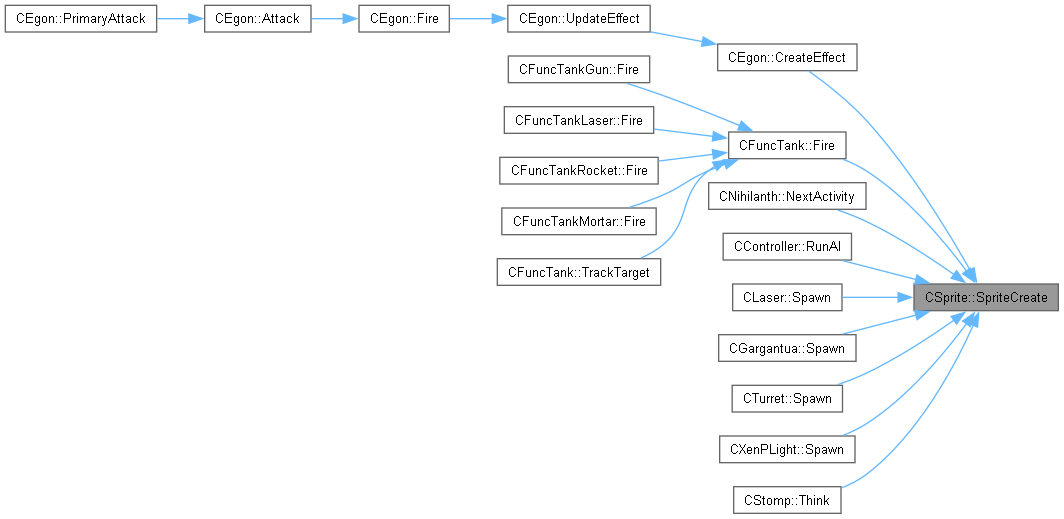 CEgon::PrimaryAttack
CEgon::Attack
CEgon::Fire
CEgon::UpdateEffect
CEgon::CreateEffect
CFuncTankGun::Fire
CFuncTankLaser::Fire
CFuncTank::Fire
CFuncTankRocket::Fire
CNihilanth::NextActivity
CFuncTankMortar::Fire
CController::RunAI
CFuncTank::TrackTarget
CLaser::Spawn
CSprite::SpriteCreate
CGargantua::Spawn
CTurret::Spawn
CXenPLight::Spawn
CStomp::Think